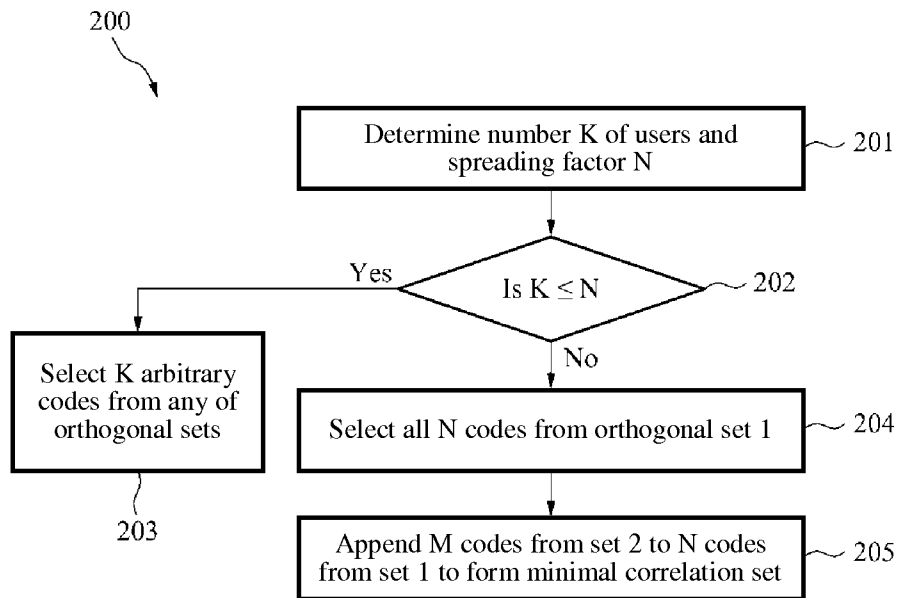 200
Determine number K of users and
spreading factor N
201
Is K ≤ N
202
Yes
No
Select K arbitrary
codes from any of
orthogonal sets
203
Select all N codes from orthogonal set 1
204
Append M codes from set 2 to N codes
from set 1 to form minimal correlation set
205